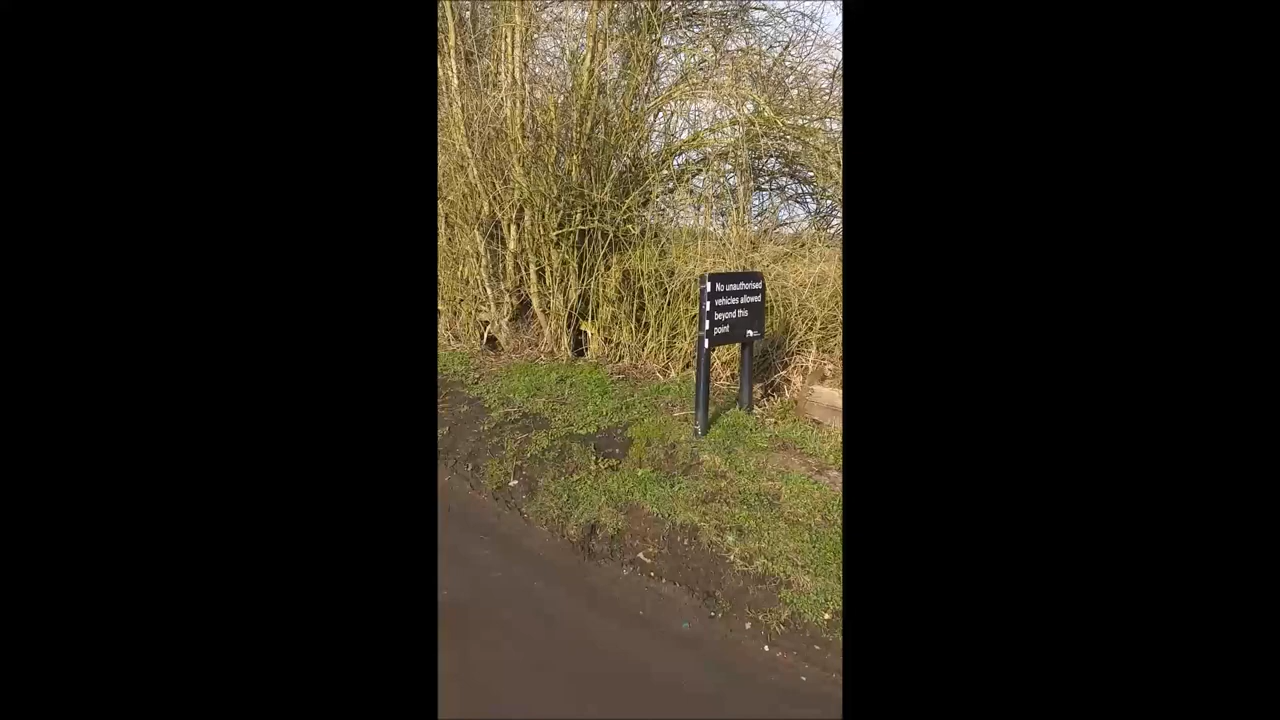 No unauthorised
vehicles allowed
beyond this
point